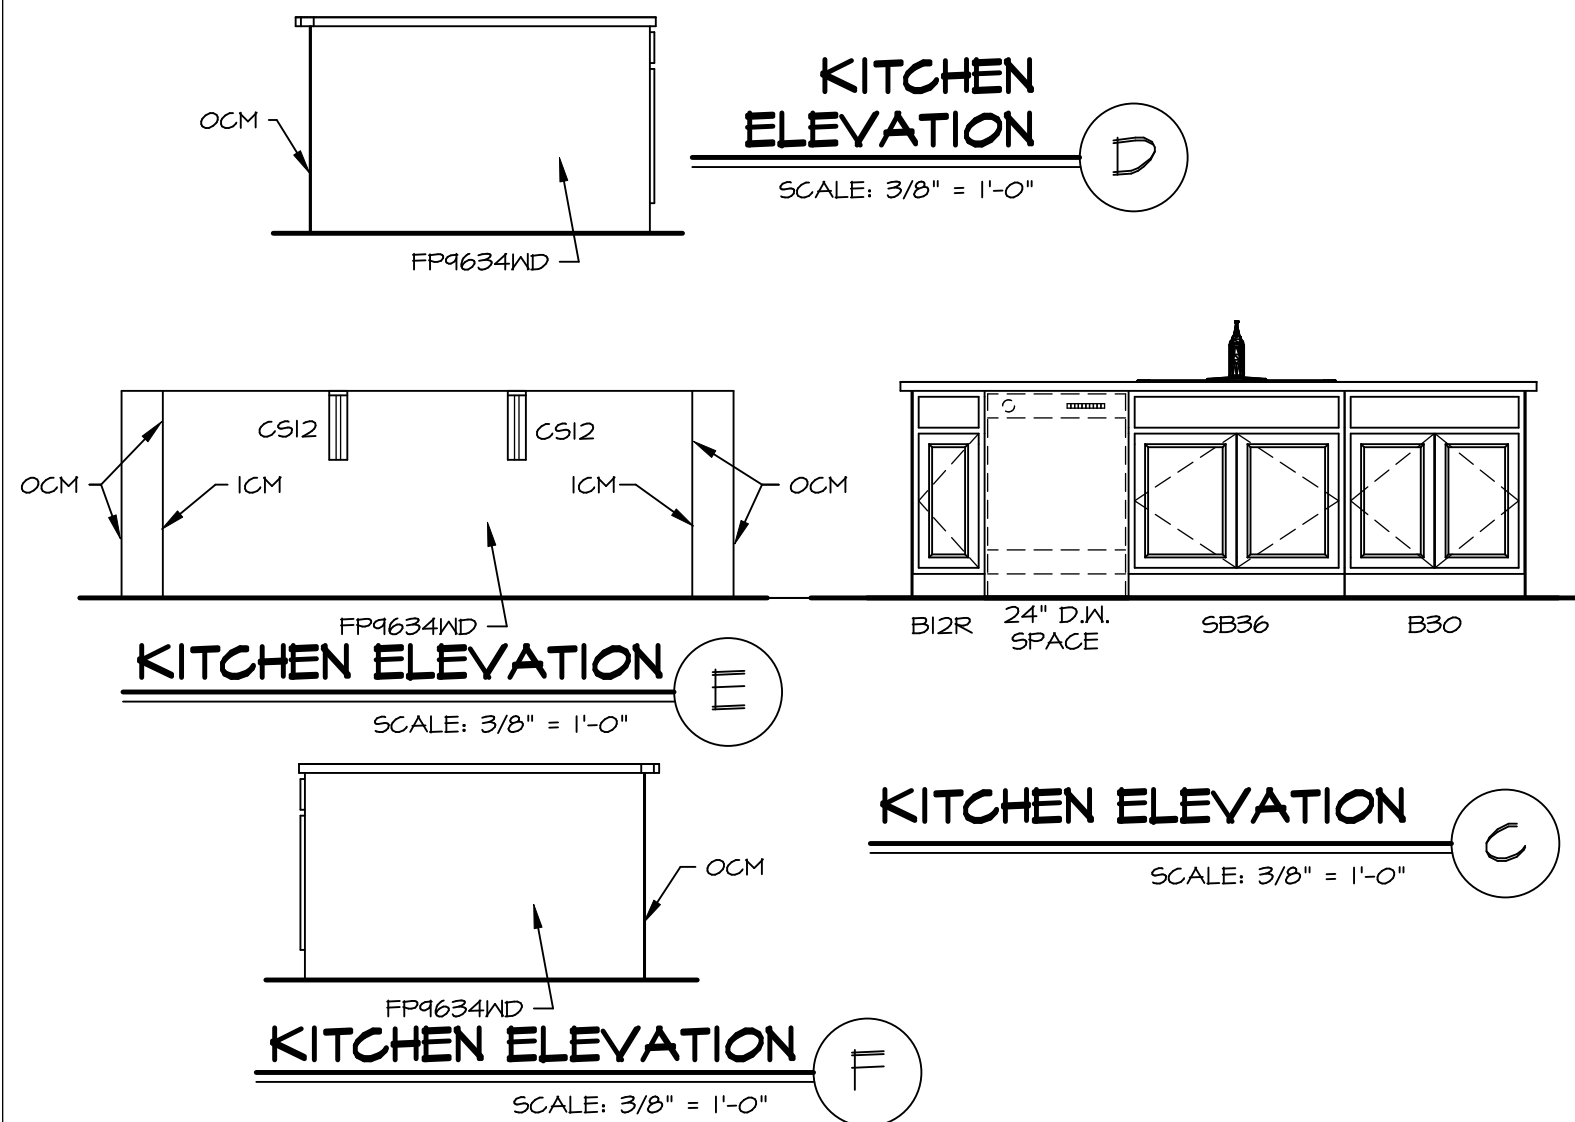 KITCHEN
ELEVATION
D
SCALE: 3/8" = 1'-0"
OCM
FP9634WD
CS12
CS12
OCM
1CM
1CM
OCM
FP9634WD
KITCHEN ELEVATION
E
SCALE: 3/8" = 1'-0"
B12R
24" D.W.
SPACE
SB36
B30
KITCHEN ELEVATION
C
SCALE: 3/8" = 1'-0"
OCM
FP9634WD
KITCHEN ELEVATION
F
SCALE: 3/8" = 1'-0"